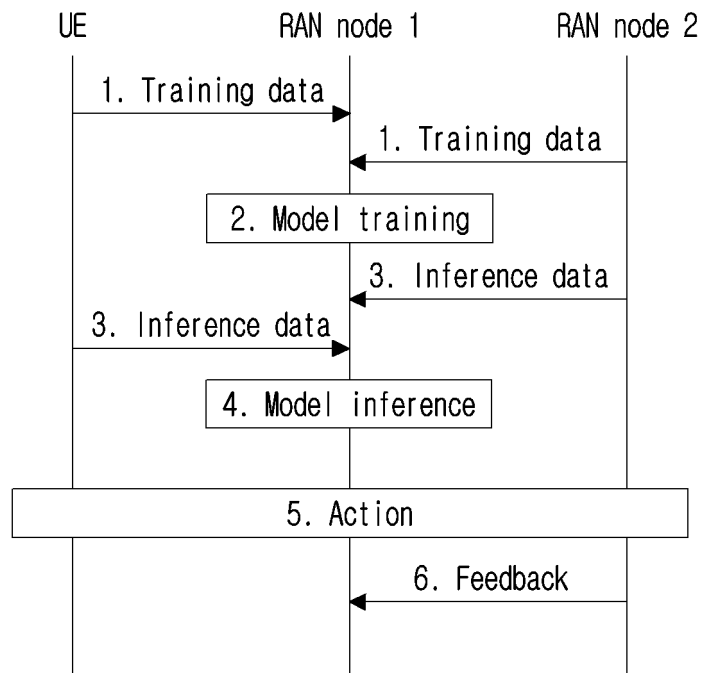 UE RAN node 1 RAN node 2
1. Training data
1. Training data
2. Model training
3. Inference data
3. Inference data
4. Model inference
5. Action
6. Feedback